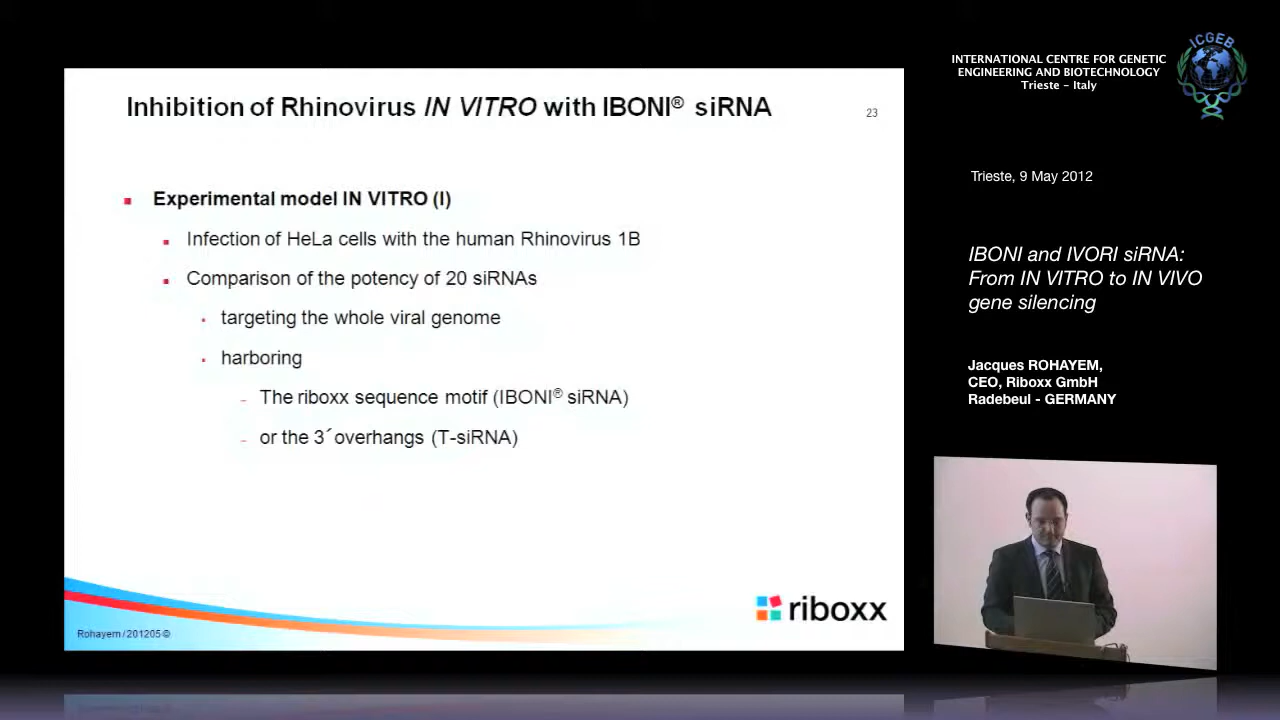 Inhibition of Rhinovirus IN VITRO with IBONI® siRNA
23
Experimental model IN VITRO (I)
Infection of HeLa cells with the human Rhinovirus 1B
Comparison of the potency of 20 siRNAs
targeting the whole viral genome
harboring
– The riboxx sequence motif (IBONI® siRNA)
– or the 3´overhangs (T-siRNA)
Rohayem / 201205 ©
riboxx
INTERNATIONAL CENTRE FOR GENETIC
ENGINEERING AND BIOTECHNOLOGY
Trieste – Italy
ICGEB
Trieste, 9 May 2012
IBONI and IVORI siRNA:
From IN VITRO to IN VIVO
gene silencing
Jacques ROHAYEM,
CEO, Riboxx GmbH
Radebeul - GERMANY